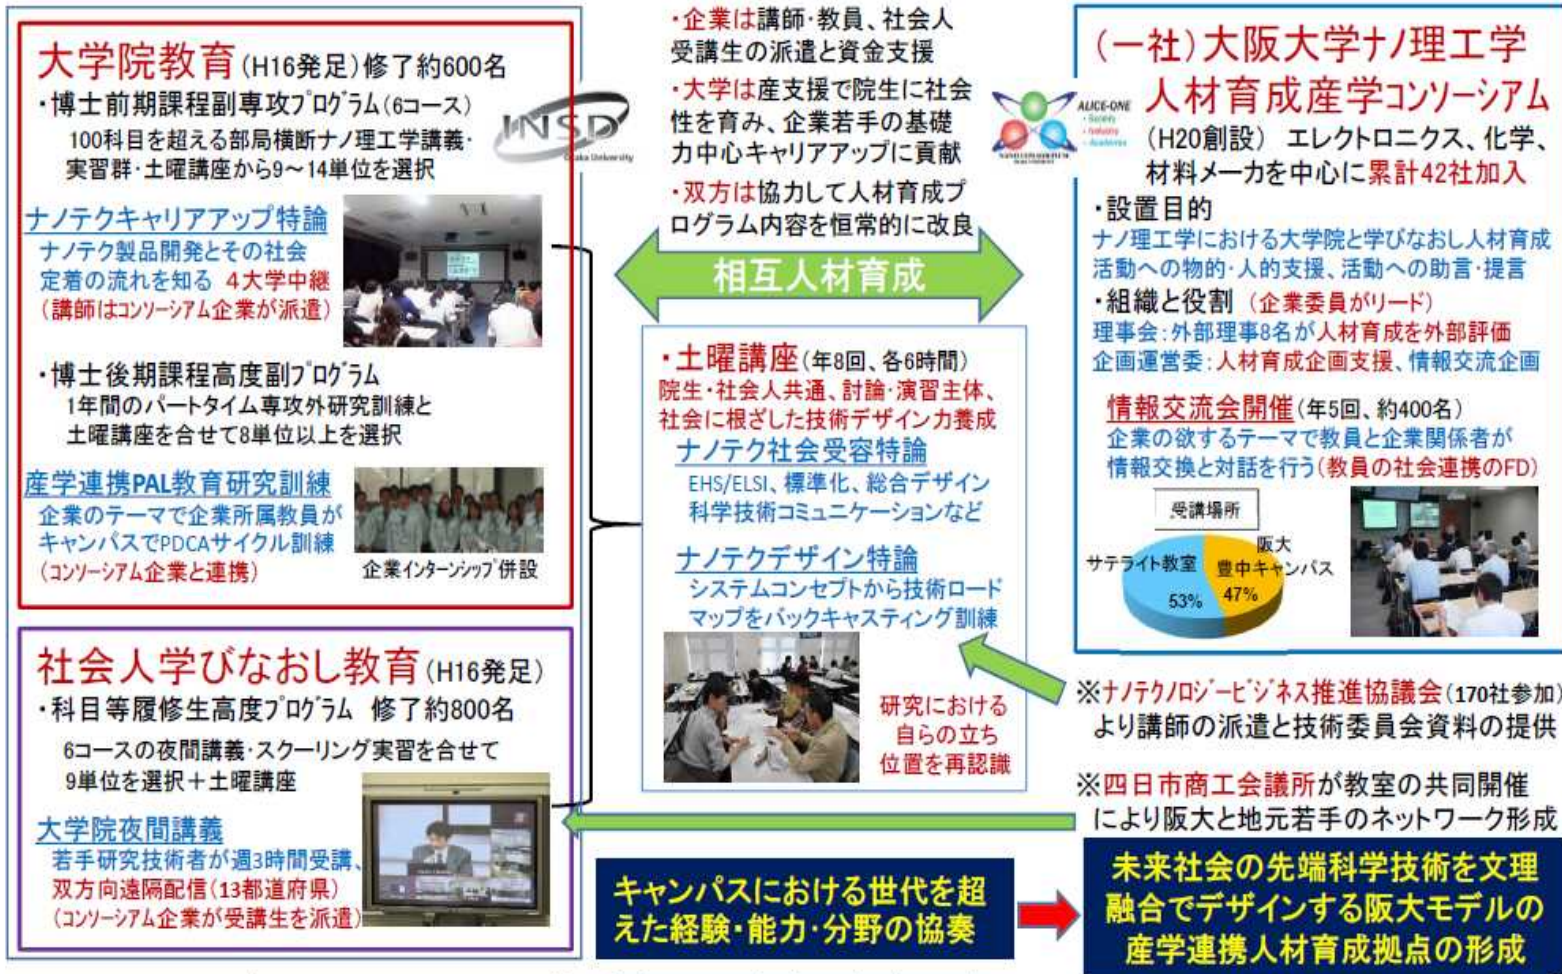 大学院教育(H16発足)修了約600名
・博士前期課程副専攻プログラム(6コース)
100科目を超える部局横断ナノ理工学講義・
実習群・土曜講座から9～14単位を選択
ナノテクキャリアアップ特論
ナノテク製品開発とその社会
定着の流れを知る 4大学中継
(講師はコンソーシアム企業が派遣)
・博士後期課程高度副プログラム
1年間のパートタイム専攻外研究訓練と
土曜講座を合せて8単位以上を選択
産学連携PAL教育研究訓練
企業のテーマで企業所属教員が
キャンパスでPDCAサイクル訓練
(コンソーシアム企業と連携)
企業インターンシップ併設
社会人学びなおし教育(H16発足)
・科目等履修生高度プログラム 修了約800名
6コースの夜間講義・スクーリング実習を合せて
9単位を選択+土曜講座
大学院夜間講義
若手研究技術者が週3時間受講、
双方向遠隔配信(13都道府県)
(コンソーシアム企業が受講生を派遣)
INSD
Osaka University
・企業は講師・教員、社会人
受講生の派遣と資金支援
・大学は産支援で院生に社会
性を育み、企業若手の基礎
力中心キャリアアップに貢献
・双方は協力して人材育成プ
ログラム内容を恒常的に改良
相互人材育成
・土曜講座(年8回、各6時間)
院生・社会人共通、討論・演習主体、
社会に根ざした技術デザイン力養成
ナノテク社会受容特論
EHS/ELSI、標準化、総合デザイン
科学技術コミュニケーションなど
ナノテクデザイン特論
システムコンセプトから技術ロード
マップをバックキャスティング訓練
研究における
自らの立ち
位置を再認識
キャンパスにおける世代を超
えた経験・能力・分野の協奏
ALICE-ONE
・Society
・Industry
・Academia
(一社)大阪大学ナノ理工学
人材育成産学コンソーシアム
(H20創設) エレクトロニクス、化学、
材料メーカを中心に累計42社加入
・設置目的
ナノ理工学における大学院と学びなおし人材育成
活動への物的・人的支援、活動への助言・提言
・組織と役割 (企業委員がリード)
理事会:外部理事8名が人材育成を外部評価
企画運営委:人材育成企画支援、情報交流企画
情報交流会開催(年5回、約400名)
企業の欲するテーマで教員と企業関係者が
情報交換と対話を行う(教員の社会連携のFD)
受講場所
サテライト教室
53%
阪大
豊中キャンパス
47%
※ナノテクノロジービジネス推進協議会(170社参加)
より講師の派遣と技術委員会資料の提供
※四日市商工会議所が教室の共同開催
により阪大と地元若手のネットワーク形成
未来社会の先端科学技術を文理
融合でデザインする阪大モデルの
産学連携人材育成拠点の形成